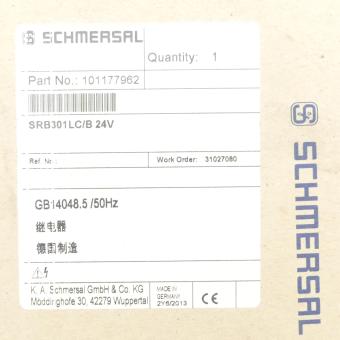 SCHMERSAL
Quantity: 1
Part No.: 101177962
SRB301LC/B 24V
Ref Nr.:
Work Order: 31027080
GB14048.5 /50Hz
继电器
德国制造
K. A. Schmersal GmbH & Co. KG
Möddinghofe 30, 42279 Wuppertal
MADE IN
GERMANY
2Y6/2013
CE
SCHMERSAL